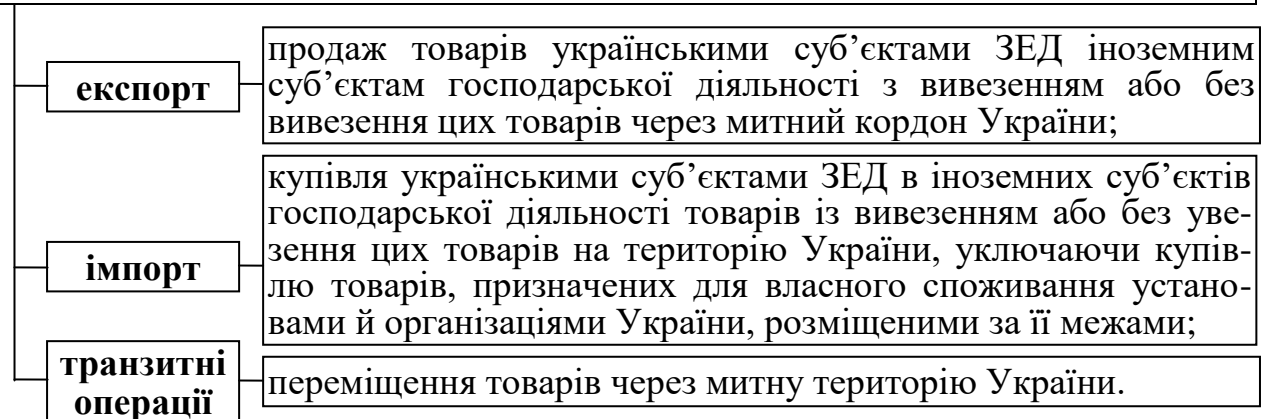 експорт
продаж товарів українськими суб’єктами ЗЕД іноземним
суб’єктам господарської діяльності з вивезенням або без
вивезення цих товарів через митний кордон України;
імпорт
купівля українськими суб’єктами ЗЕД в іноземних суб’єктів
господарської діяльності товарів із вивезенням або без уве-
зення цих товарів на територію України, уключаючи купів-
лю товарів, призначених для власного споживання устано-
вами й організаціями України, розміщеними за її межами;
транзитні
операції
переміщення товарів через митну територію України.